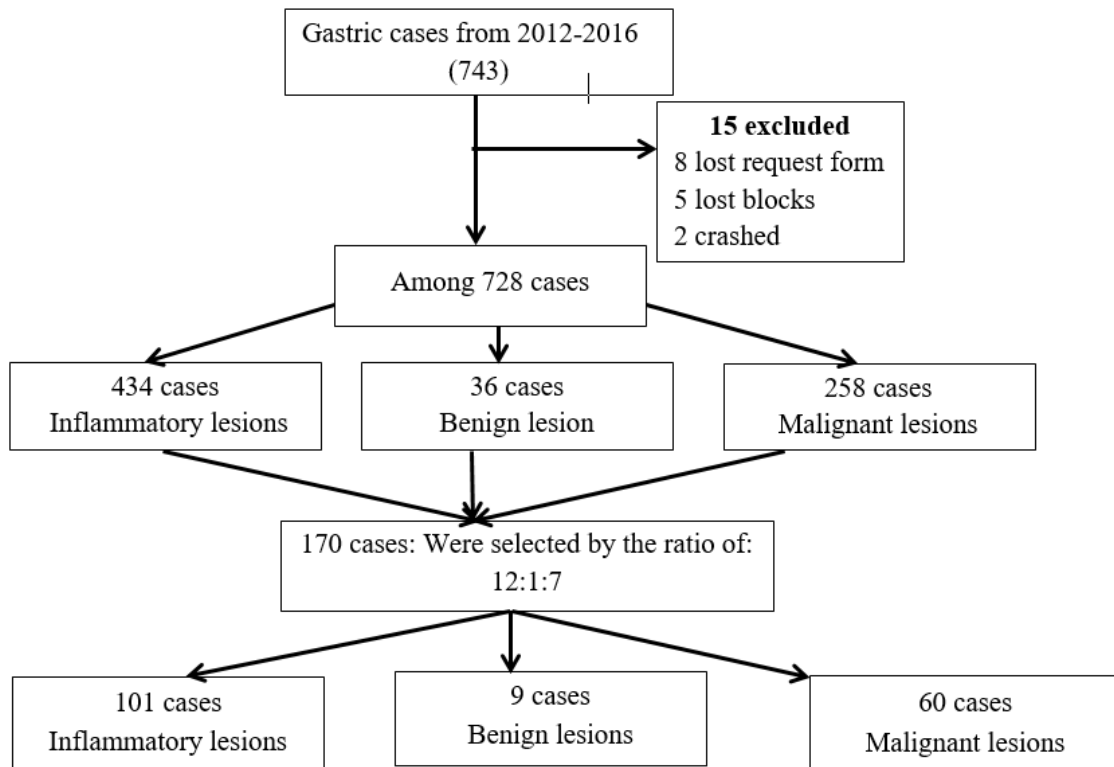 Gastric cases from 2012-2016
(743)
15 excluded
8 lost request form
5 lost blocks
2 crashed
Among 728 cases
434 cases
Inflammatory lesions
36 cases
Benign lesion
258 cases
Malignant lesions
170 cases: Were selected by the ratio of:
12:1:7
101 cases
Inflammatory lesions
9 cases
Benign lesions
60 cases
Malignant lesions